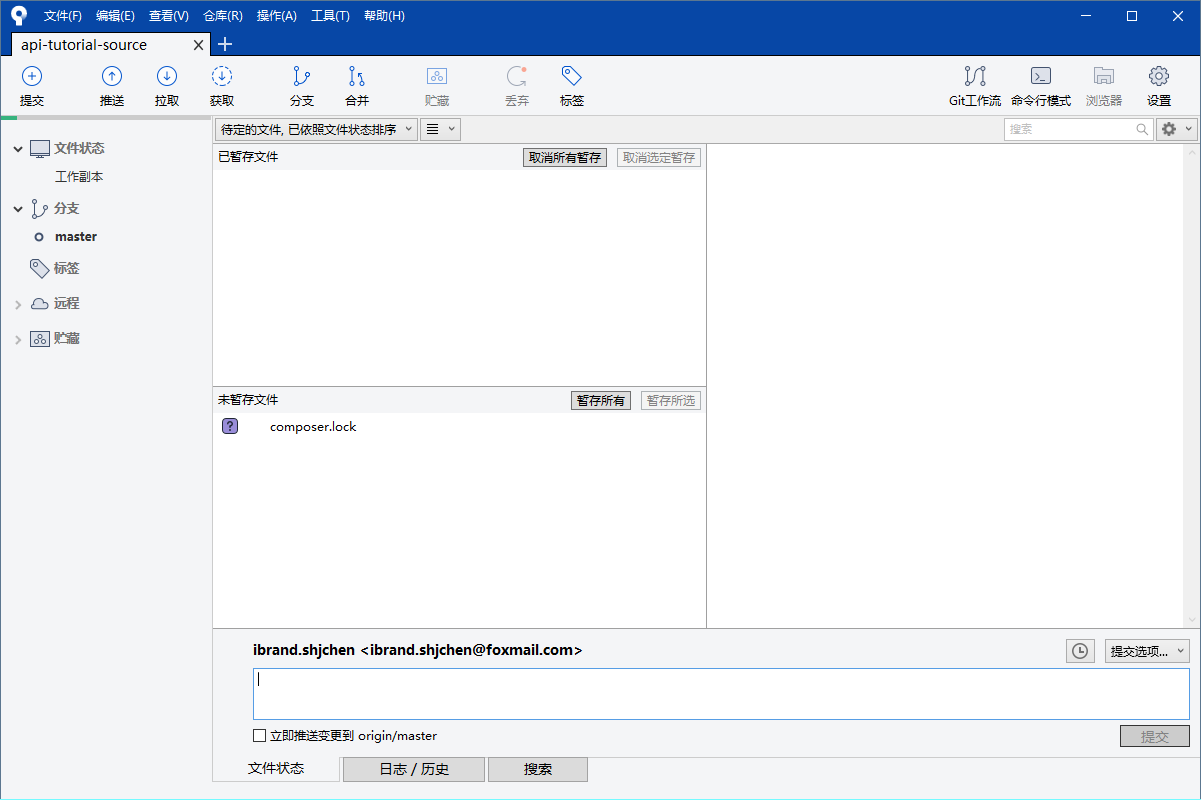 文件(F) 编辑(E) 查看(V) 仓库(R) 操作(A) 工具(T) 帮助(H)
api-tutorial-source
提交 推送 拉取 获取 分支 合并 贮藏 丢弃 标签 Git工作流 命令行模式 浏览器 设置
待定的文件, 已依照文件状态排序 搜索
文件状态
工作副本
分支
master
标签
远程
贮藏
已暂存文件 取消所有暂存 取消选定暂存
未暂存文件 暂存所有 暂存所选
? composer.lock
ibrand.shjchen <ibrand.shjchen@foxmail.com> 提交选项...
立即推送变更到 origin/master 提交
文件状态 日志 / 历史 搜索